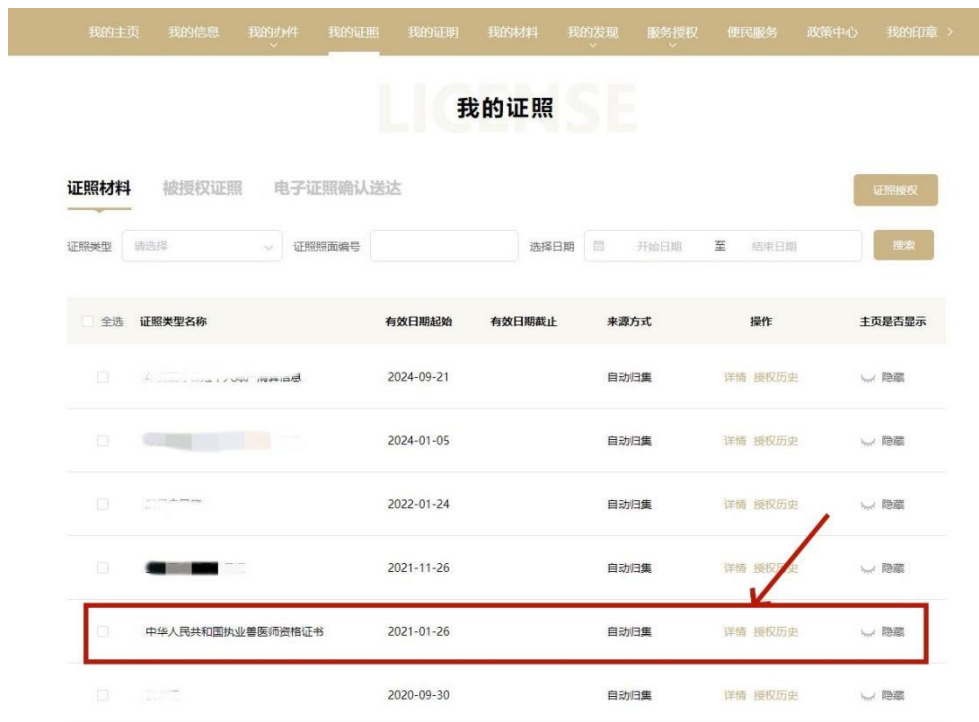 我的主页 我的信息 我的办件 我的证照 我的证明 我的材料 我的发现 服务授权 便民服务 政策中心 我的印章
LICENSE
我的证照
证照材料 被授权证照 电子证照确认送达 证照授权
证照类型 请选择 证照照面编号 选择日期 开始日期 至 结束日期 搜索
全选 证照类型名称 有效日期起始 有效日期截止 来源方式 操作 主页是否显示
2024-09-21 自动归集 详情 授权历史 隐藏
2024-01-05 自动归集 详情 授权历史 隐藏
2022-01-24 自动归集 详情 授权历史 隐藏
2021-11-26 自动归集 详情 授权历史 隐藏
中华人民共和国执业兽医师资格证书 2021-01-26 自动归集 详情 授权历史 隐藏
2020-09-30 自动归集 详情 授权历史 隐藏